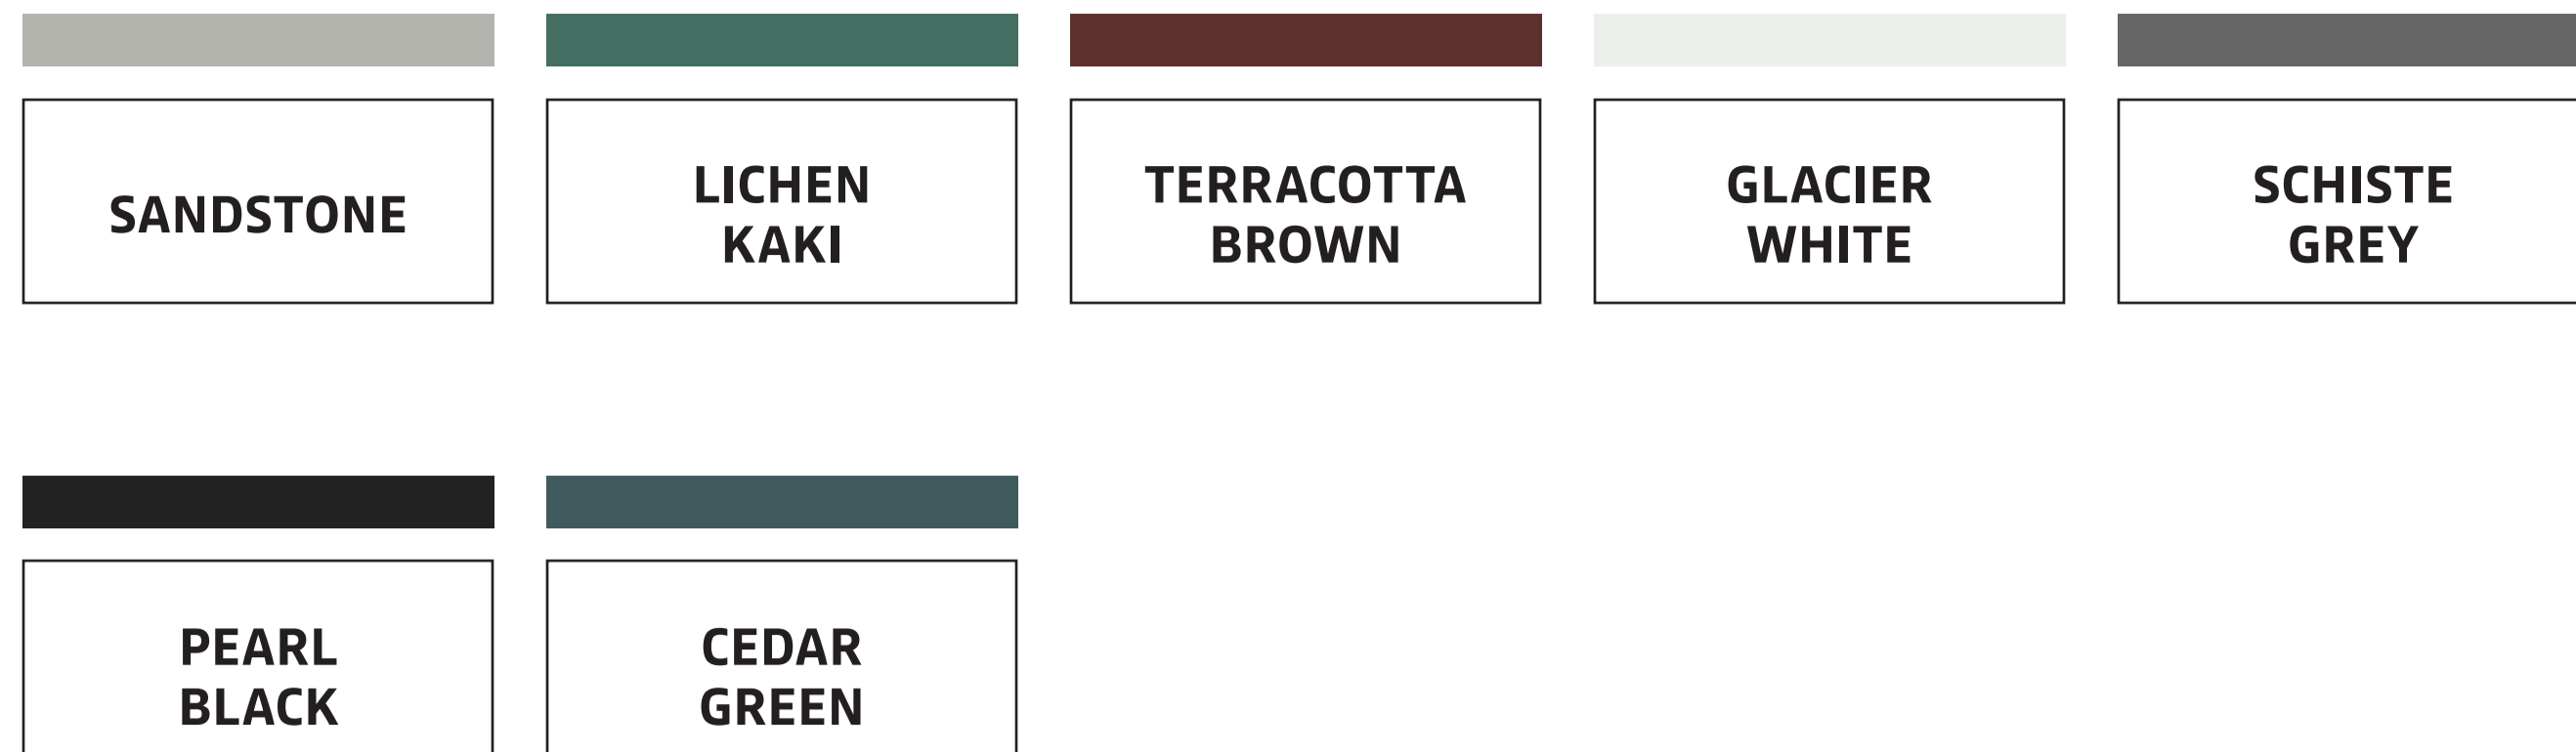 SANDSTONE
LICHEN
KAKI
TERRACOTTA
BROWN
GLACIER
WHITE
SCHISTE
GREY
PEARL
BLACK
CEDAR
GREEN